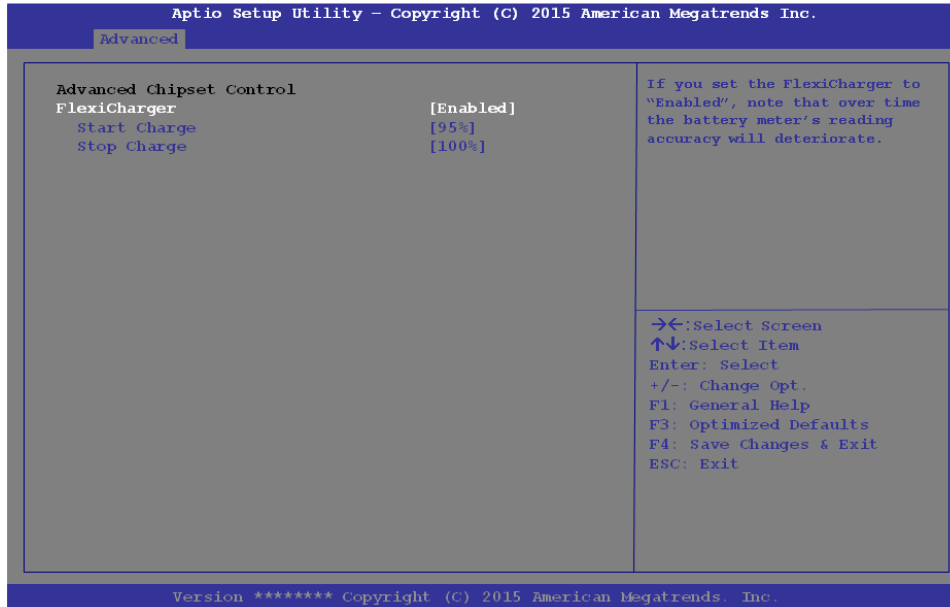 Aptio Setup Utility – Copyright (C) 2015 American Megatrends Inc.
Advanced
Advanced Chipset Control
FlexiCharger [Enabled]
Start Charge [95%]
Stop Charge [100%]
If you set the FlexiCharger to
“Enabled”, note that over time
the battery meter’s reading
accuracy will deteriorate.
→←:Select Screen
↑↓:Select Item
Enter: Select
+/-: Change Opt.
F1: General Help
F3: Optimized Defaults
F4: Save Changes & Exit
ESC: Exit
Version ******** Copyright (C) 2015 American Megatrends. Inc.